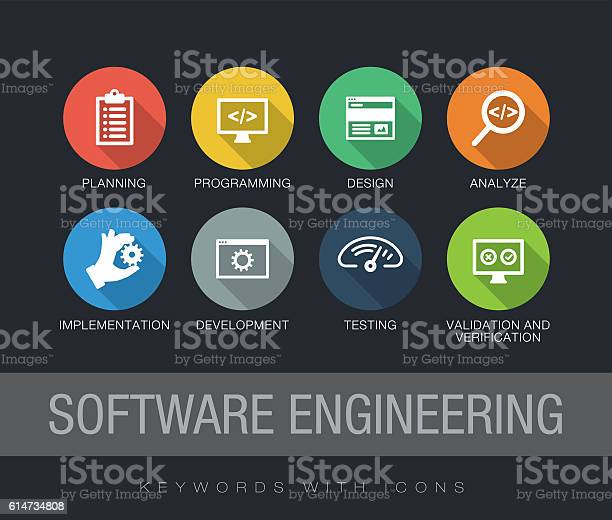 PLANNING PROGRAMMING DESIGN ANALYZE
IMPLEMENTATION DEVELOPMENT TESTING VALIDATION AND
VERIFICATION
SOFTWARE ENGINEERING
KEYWORDS WITH ICONS
iStock
by Getty Images
614734808